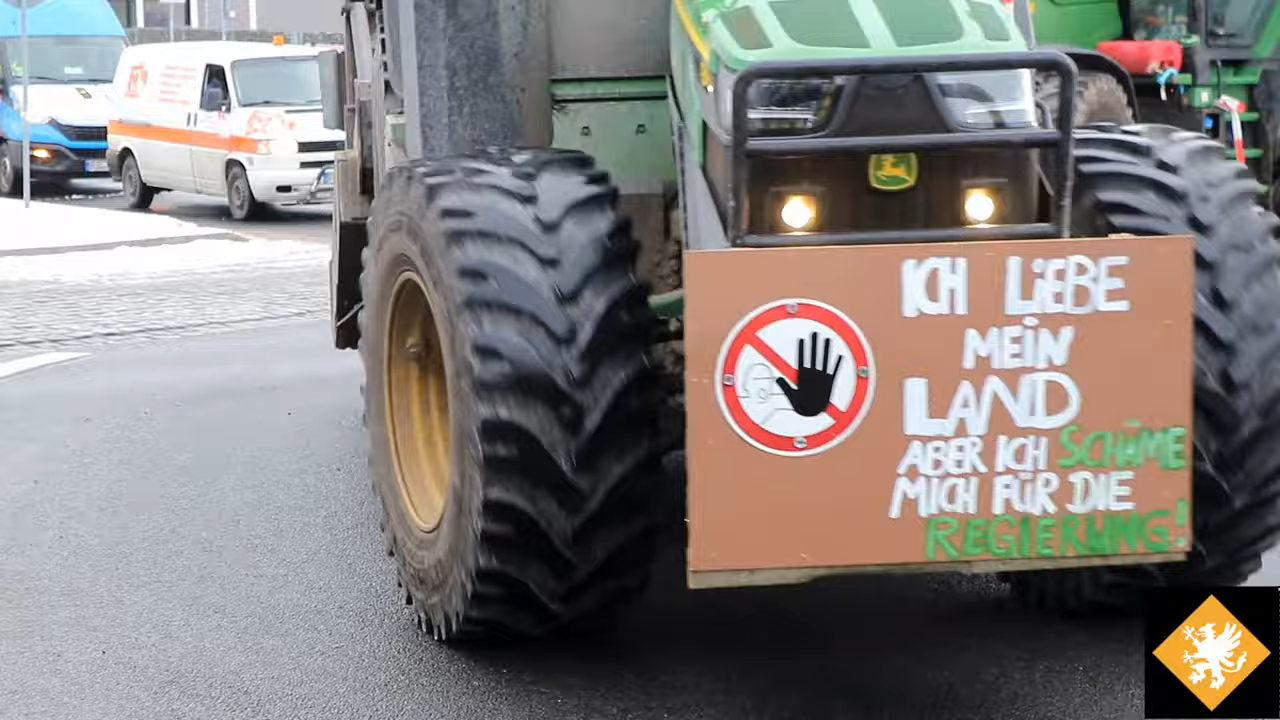 ICH LIEBE
MEIN
LAND
ABER ICH SCHÄME
MICH FÜR DIE
REGIERUNG!